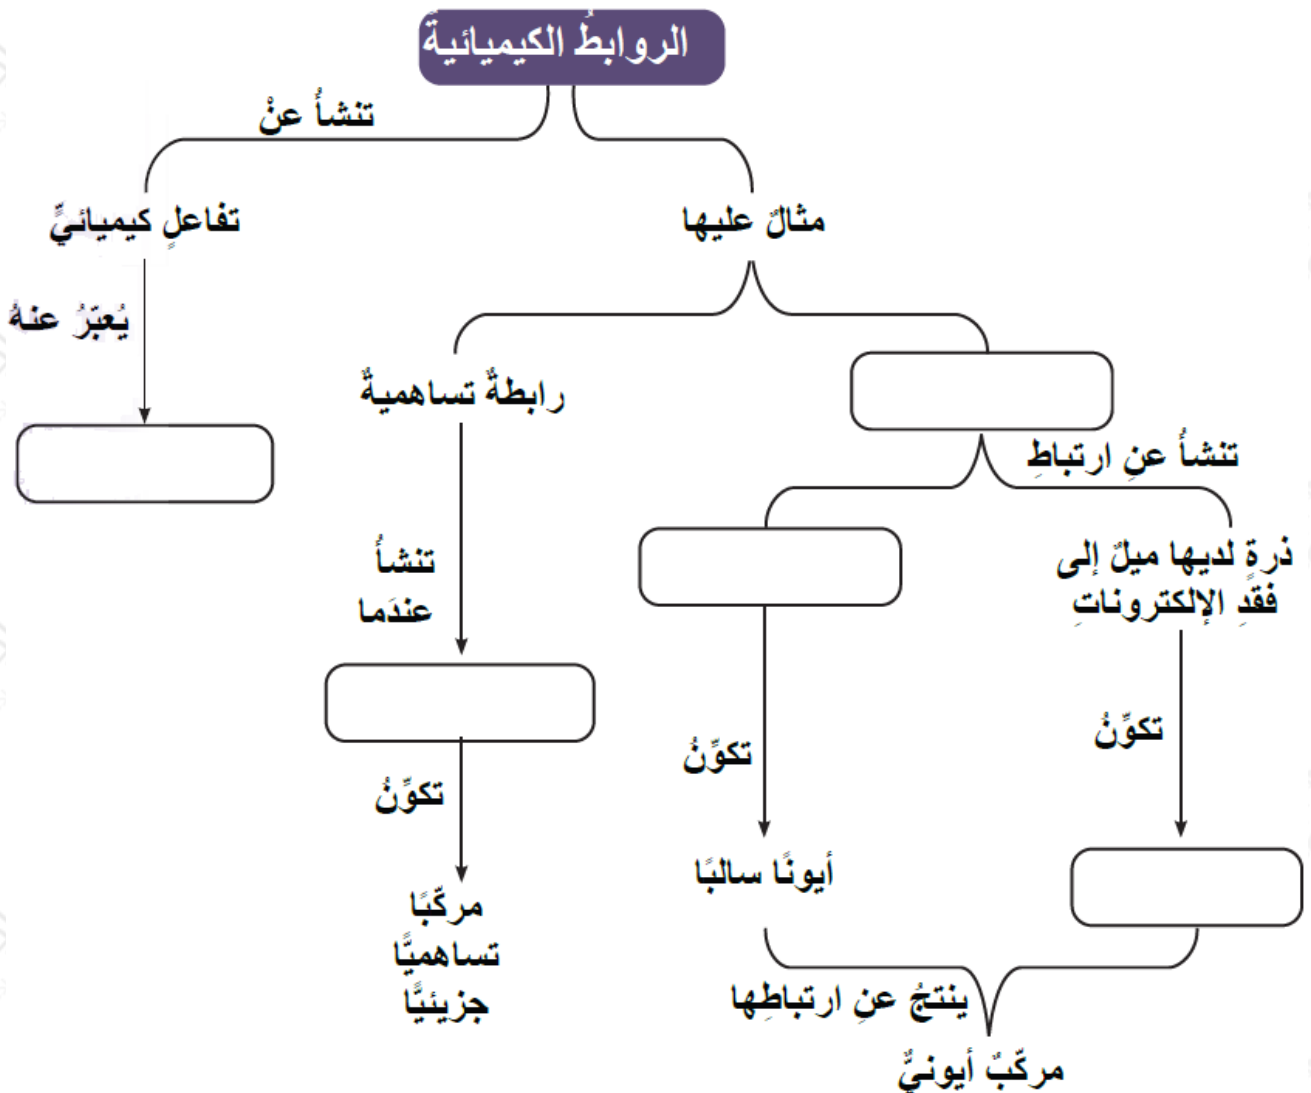 الروابطُ الكيميائيةُ
تنشأُ عنْ
مثالٌ عليها
تفاعلٍ كيميائيٍّ
يُعبّرُ عنهُ
رابطةٌ تساهميةٌ
تنشأُ عنِ ارتباطِ
ذرةٍ لديها ميلٌ إلى
فقدِ الإلكتروناتِ
تنشأُ
عندَما
تكوِّنُ
تكوِّنُ
تكوِّنُ
أيونًا سالبًا
مركّبًا
تساهميًّا
جزيئيًّا
ينتجُ عنِ ارتباطِها
مركّبٌ أيونيٌّ